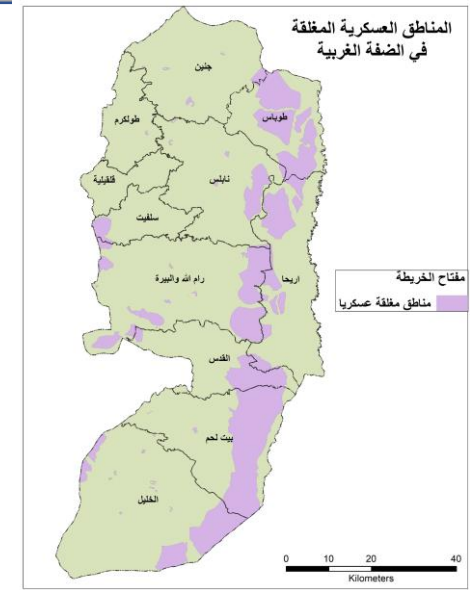 المناطق العسكرية المغلقة
في الضفة الغربية
جنين
طوباس
طولكرم
نابلس
قلقيلية
سلفيت
مفتاح الخريطة
مناطق مغلقة عسكريا
اريحا
رام الله والبيرة
القدس
بيت لحم
الخليل
0 10 20 40
Kilometers